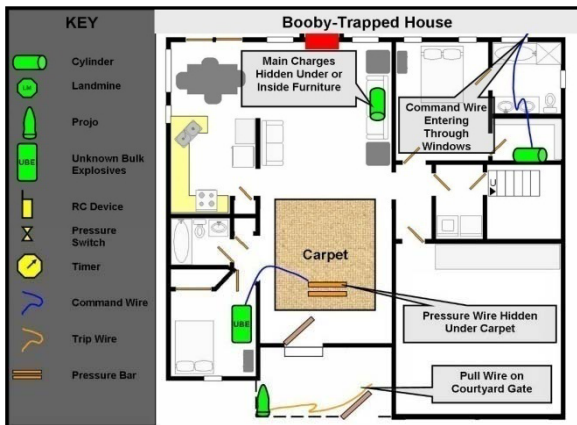 KEY
Cylinder
LM
Landmine
Projo
UBE
Unknown Bulk
Explosives
RC Device
Pressure
Switch
Timer
Command Wire
Trip Wire
Pressure Bar
Booby-Trapped House
Main Charges
Hidden Under or
Inside Furniture
Command Wire
Entering
Through
Windows
U
Carpet
UBE
Pressure Wire Hidden
Under Carpet
Pull Wire on
Courtyard Gate